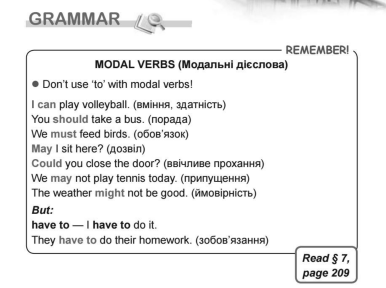 GRAMMAR
REMEMBER!
MODAL VERBS (Модальні дієслова)
● Don't use 'to' with modal verbs!
I can play volleyball. (вміння, здатність)
You should take a bus. (порада)
We must feed birds. (обов'язок)
May I sit here? (дозвіл)
Could you close the door? (ввічливе прохання)
We may not play tennis today. (припущення)
The weather might not be good. (ймовірність)
But:
have to — I have to do it.
They have to do their homework. (зобов'язання)
Read § 7,
page 209